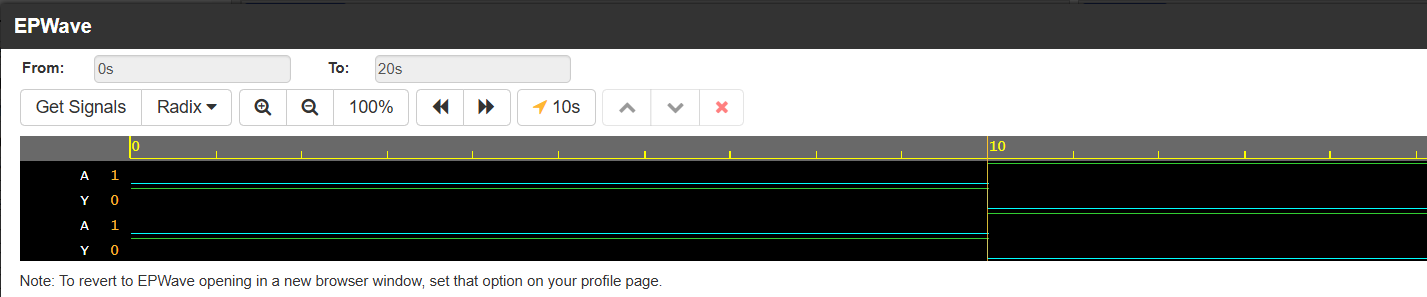 EPWave
From: 0s To: 20s
Get Signals Radix 100% 10s
0 10
A 1
Y 0
A 1
Y 0
Note: To revert to EPWave opening in a new browser window, set that option on your profile page.